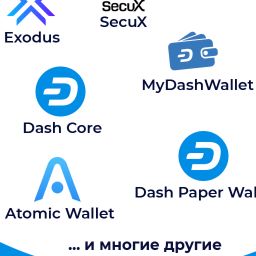 SecuX
SecuX
Exodus
MyDashWallet
Dash Core
Dash Paper Wal
Atomic Wallet
... и многие другие